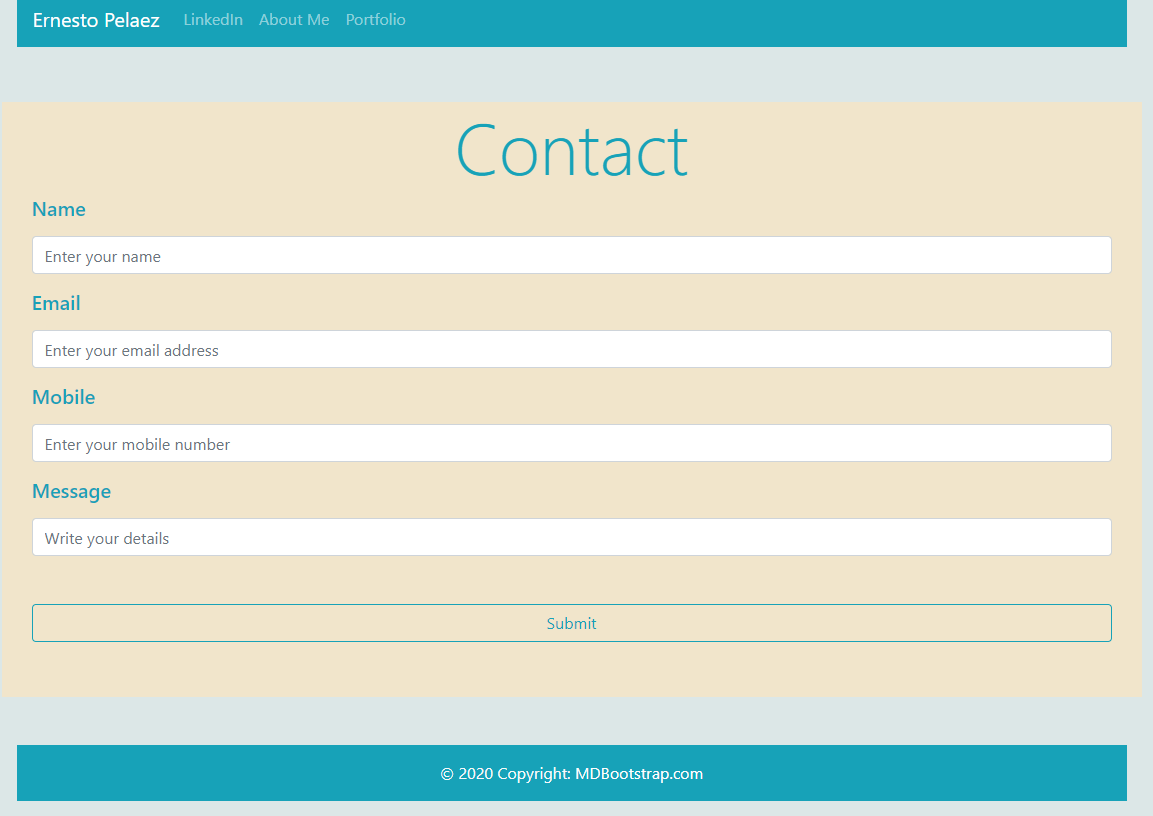 Ernesto Pelaez LinkedIn About Me Portfolio
Contact
Name
Enter your name
Email
Enter your email address
Mobile
Enter your mobile number
Message
Write your details
Submit
© 2020 Copyright: MDBootstrap.com